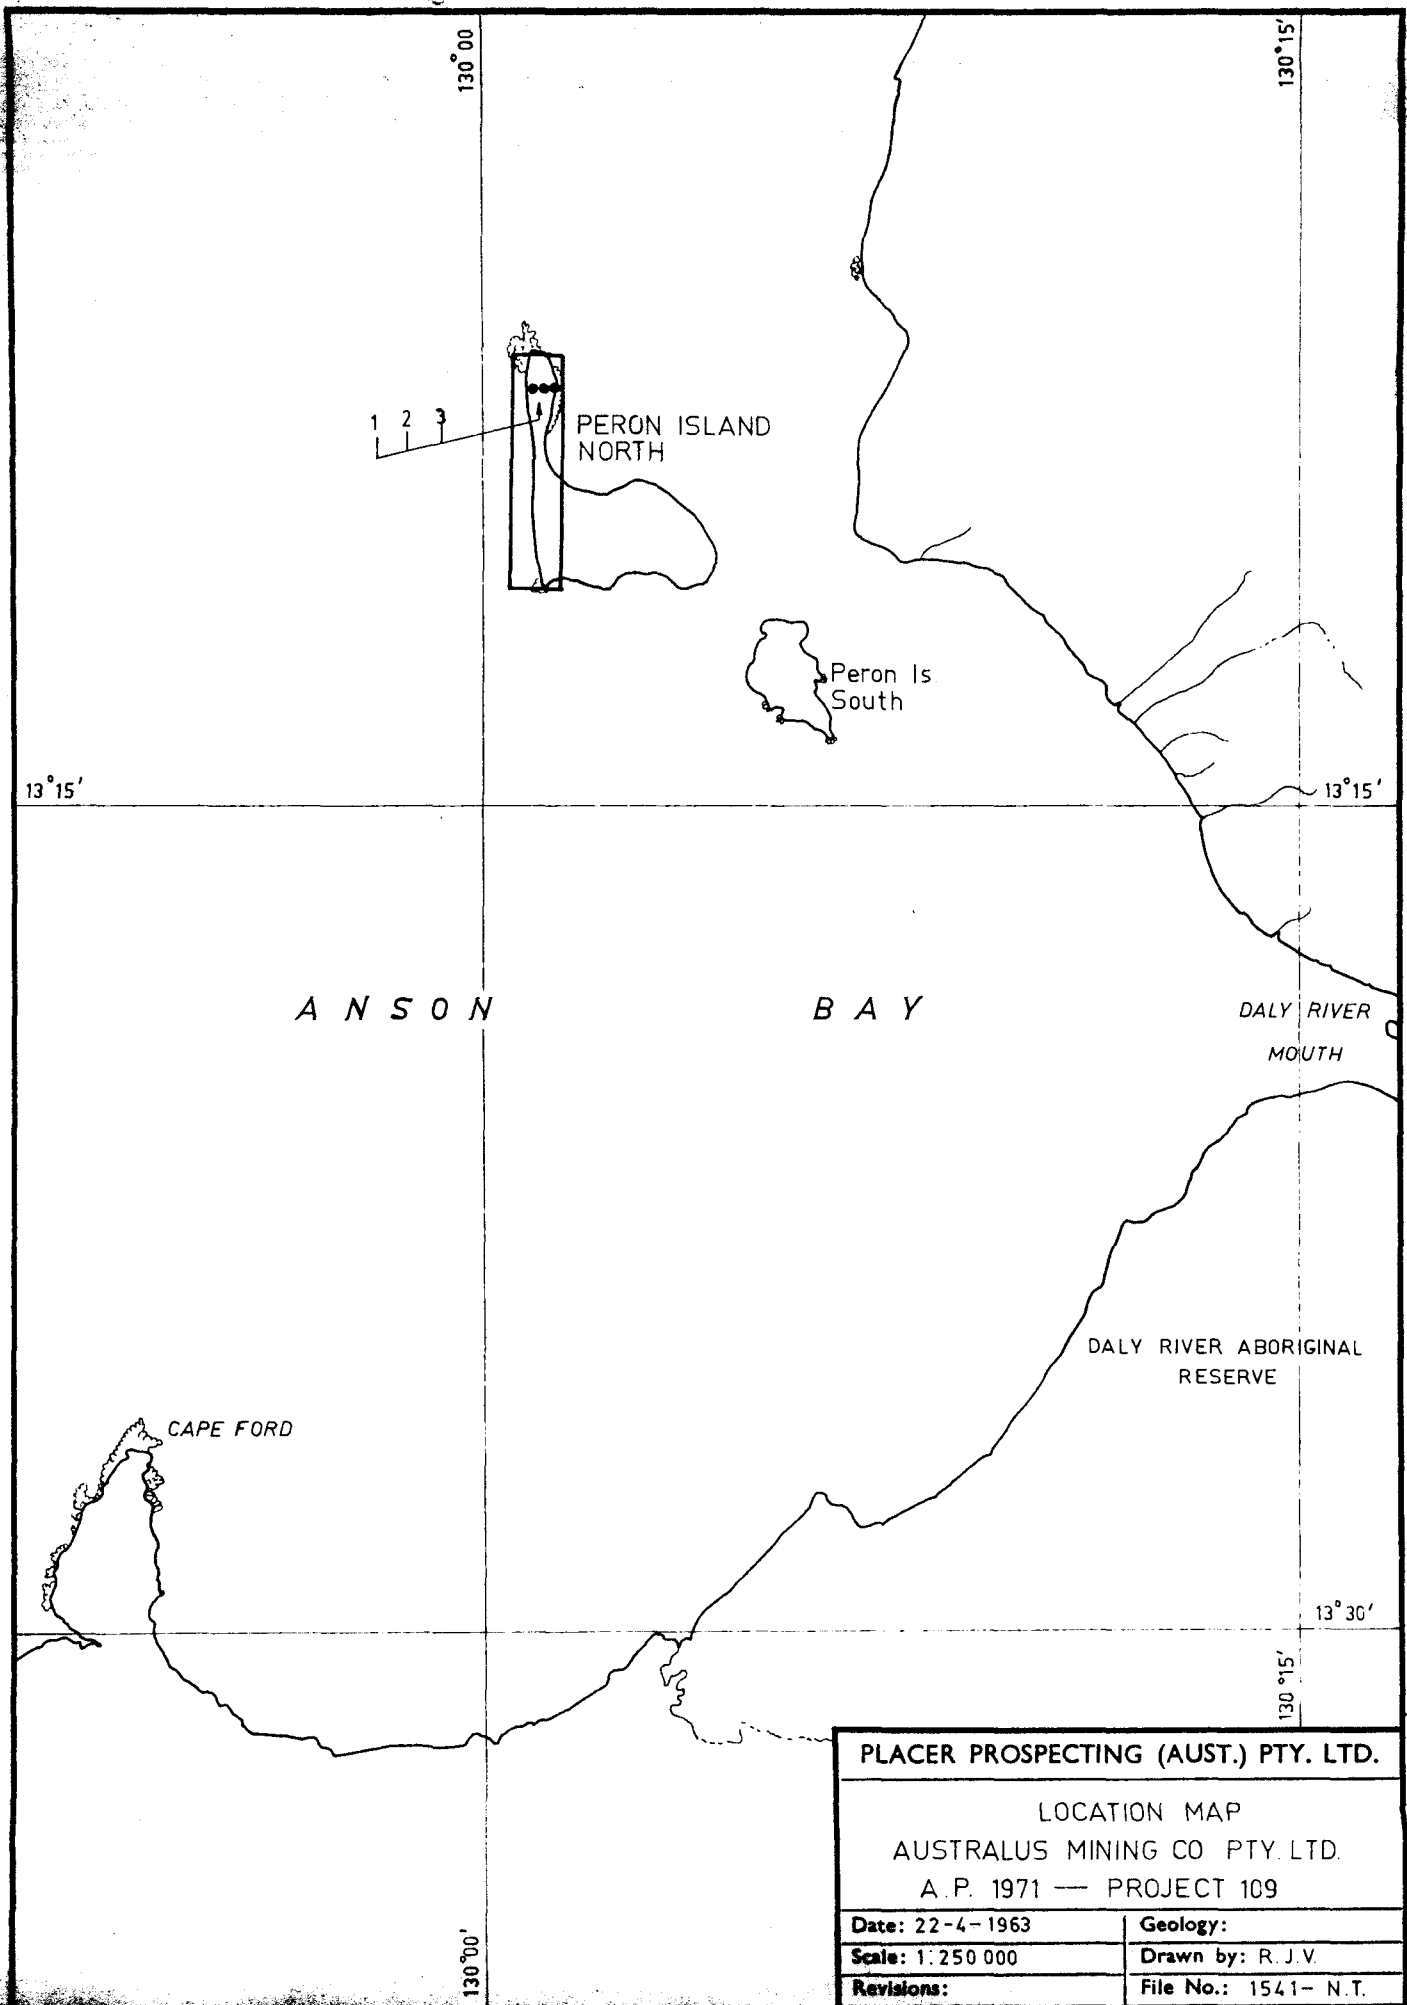 130°00
130°15'
1 2 3
PERON ISLAND
NORTH
Peron Is
South
13°15'
13°15'
ANSON BAY
DALY RIVER
MOUTH
DALY RIVER ABORIGINAL
RESERVE
CAPE FORD
13°30'
130°15'
130°00'
PLACER PROSPECTING (AUST.) PTY. LTD.
LOCATION MAP
AUSTRALUS MINING CO PTY. LTD.
A.P. 1971 — PROJECT 109
Date: 22-4-1963
Geology:
Scale: 1:250 000
Drawn by: R.J.V.
Revisions:
File No.: 1541- N.T.